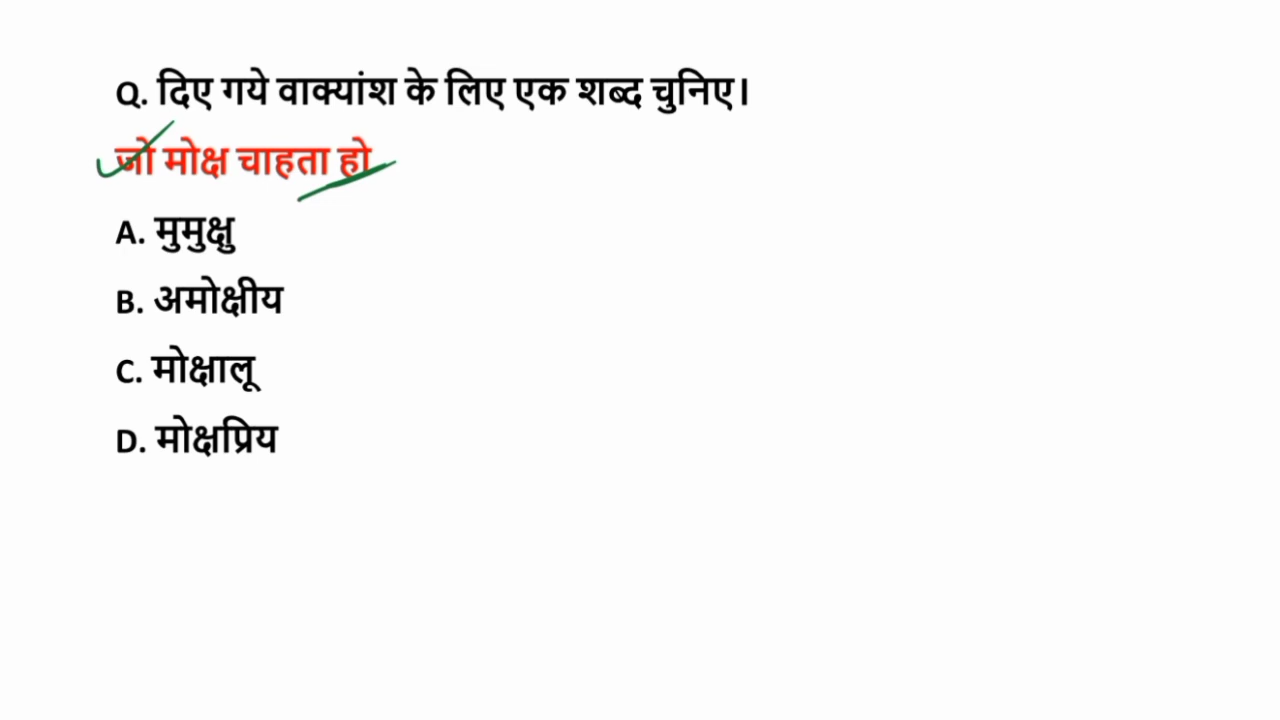 Q. दिए गये वाक्यांश के लिए एक शब्द चुनिए।
जो मोक्ष चाहता हो
A. मुमुक्षु
B. अमोक्षीय
C. मोक्षालू
D. मोक्षप्रिय